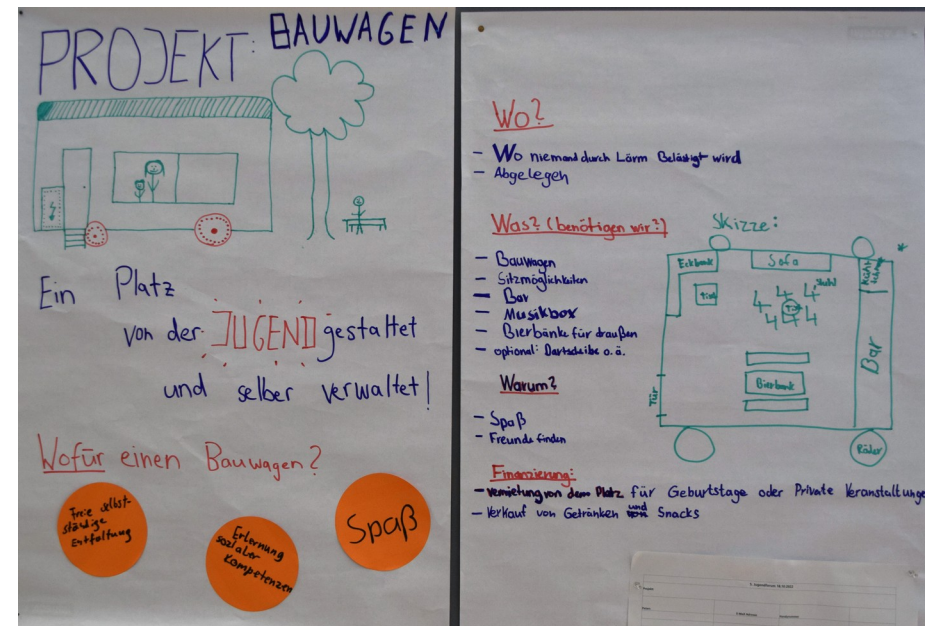 PROJEKT: BAUWAGEN
Ein Platz
von der JUGEND gestaltet
und selber verwaltet!
Wofür einen Bauwagen?
Freie selbst-
ständige
Entfaltung
Erlernung
sozialer
Kompetenzen
Spaß
Wo?
- Wo niemand durch Lärm Belästigt wird
- Abgelegen
Was? (benötigen wir?)
- Bauwagen
- Sitzmöglichkeiten
- Bar
- Musikbox
- Bierbänke für draußen
- optional: Dartscheibe o.ä.
Warum?
- Spaß
- Freunde finden
Skizze:
Eckbank
Sofa
Kühl
schrank
Tisch
Stuhl
Bar
Tür
Bierbank
Räder
Finanzierung:
- vermietung von dem Platz für Geburtstage oder Private Veranstaltunge
- Verkauf von Getränken und Snacks